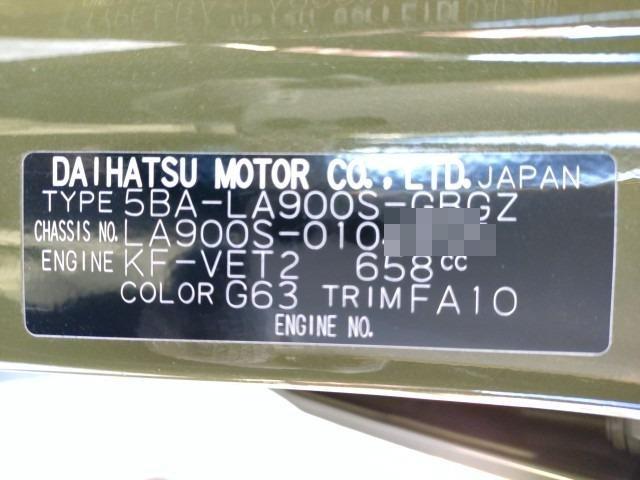 DAIHATSU MOTOR CO., LTD. JAPAN
TYPE 5BA-LA900S-GBGZ
CHASSIS NO. LA900S-010
ENGINE KF-VET2 658cc
COLOR G63 TRIM FA10
ENGINE NO.